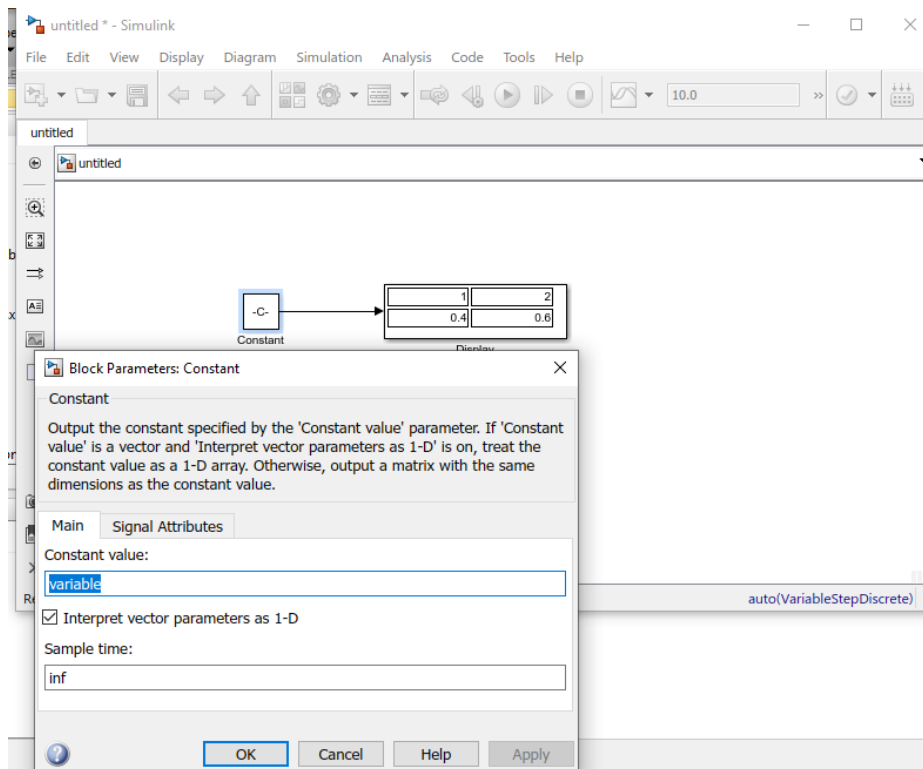 untitled * - Simulink
File Edit View Display Diagram Simulation Analysis Code Tools Help
10.0
»
untitled
untitled
-C-
Constant
1 2
0.4 0.6
Block Parameters: Constant
Constant
Output the constant specified by the 'Constant value' parameter. If 'Constant
value' is a vector and 'Interpret vector parameters as 1-D' is on, treat the
constant value as a 1-D array. Otherwise, output a matrix with the same
dimensions as the constant value.
Main Signal Attributes
Constant value:
variable
Interpret vector parameters as 1-D
Sample time:
inf
OK Cancel Help Apply
auto(VariableStepDiscrete)